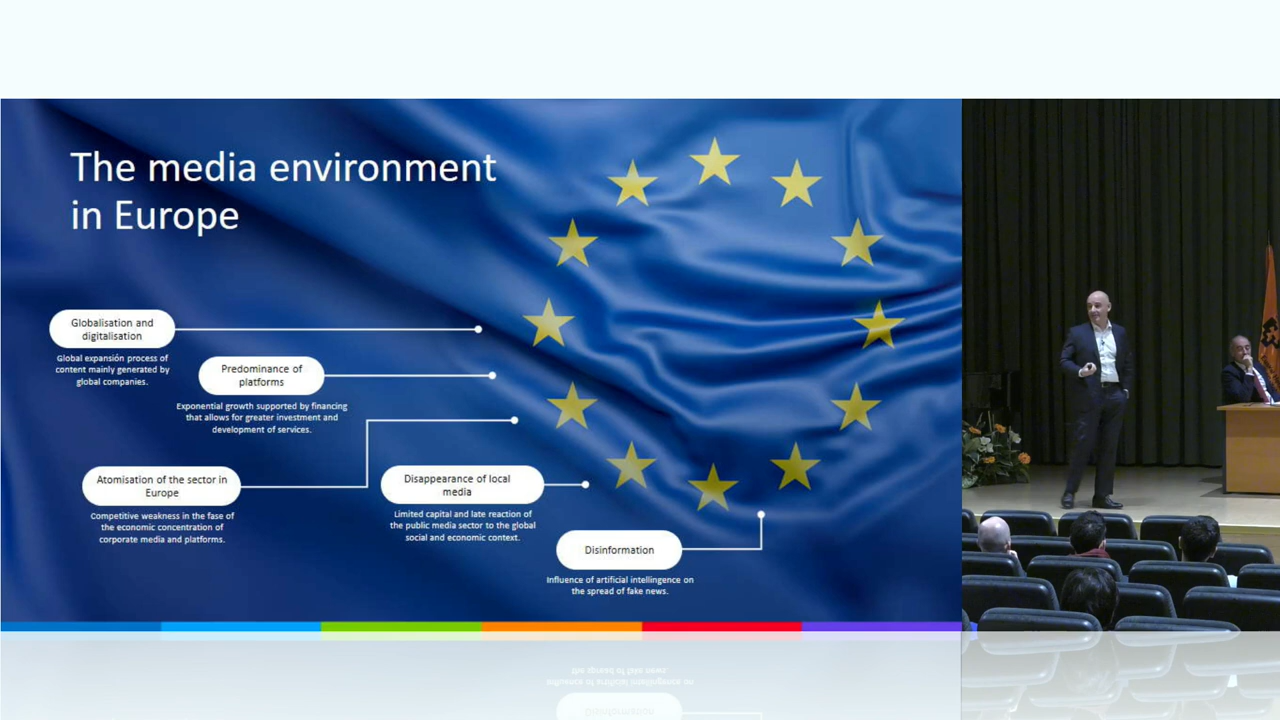 The media environment
in Europe
Globalisation and
digitalisation
Global expansión process of
content mainly generated by
global companies.
Predominance of
platforms
Exponential growth supported by financing
that allows for greater investment and
development of services.
Atomisation of the sector in
Europe
Competitive weakness in the fase of
the economic concentration of
corporate media and platforms.
Disappearance of local
media
Limited capital and late reaction of
the public media sector to the global
social and economic context.
Disinformation
Influence of artificial intellingence on
the spread of fake news.